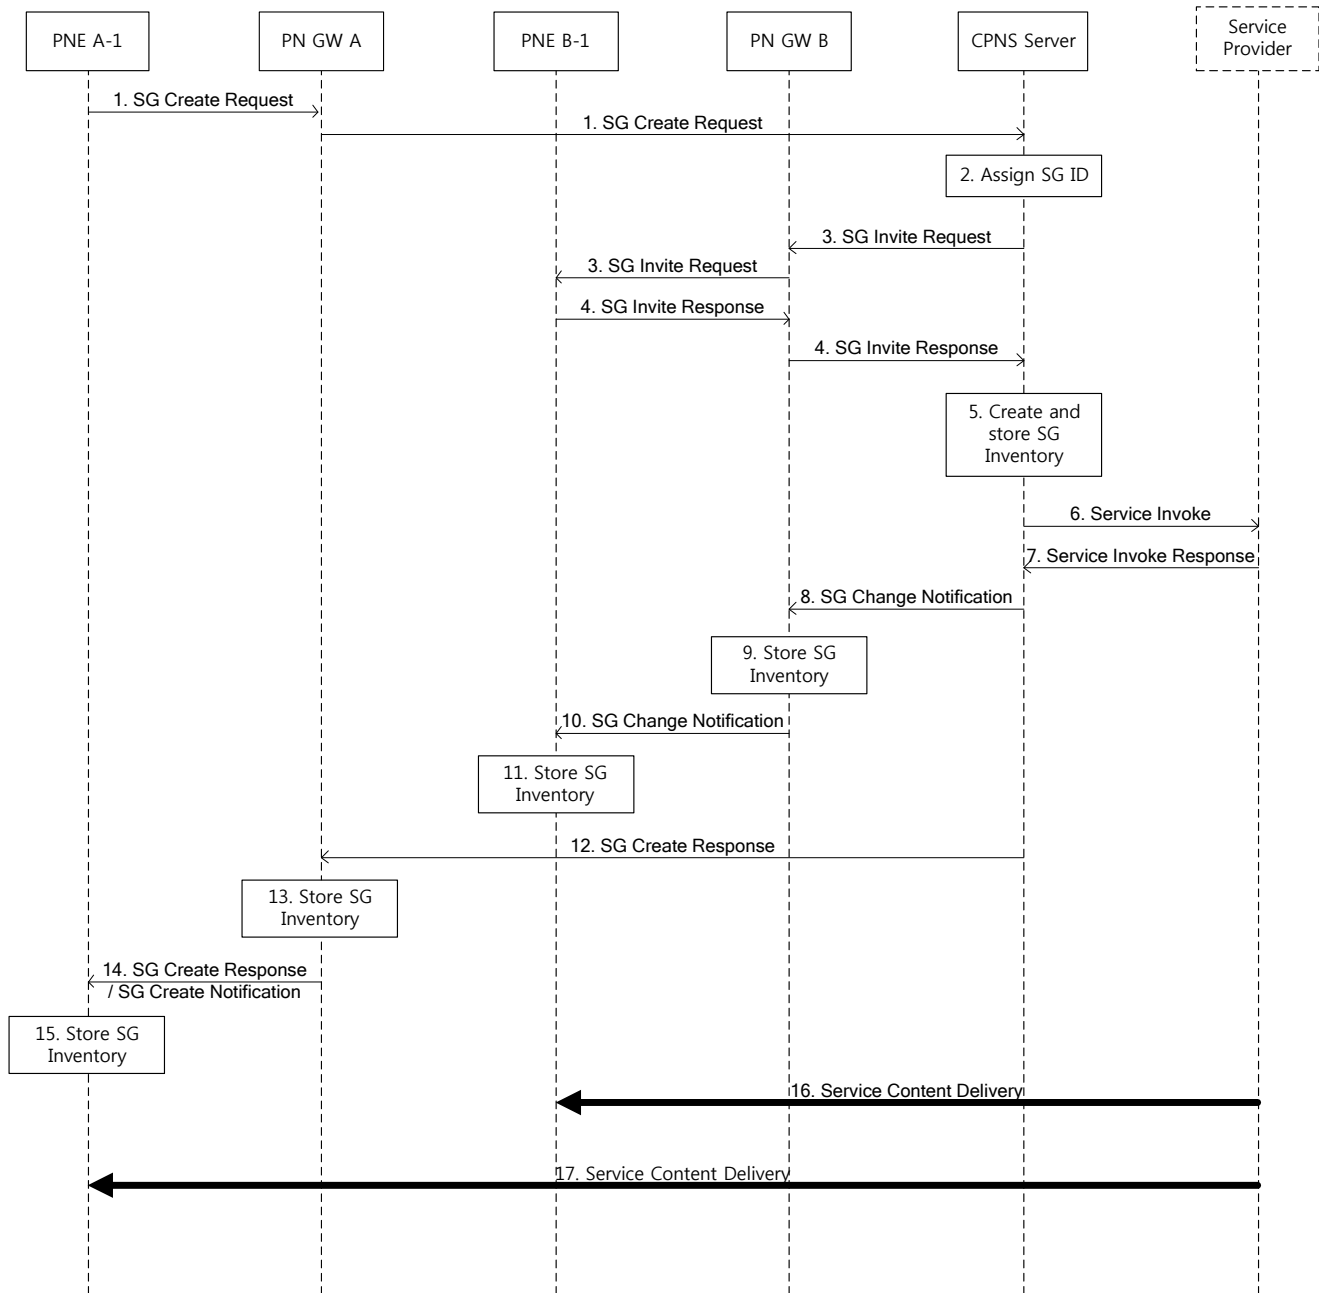 PNE A-1
PN GW A
PNE B-1
PN GW B
CPNS Server
Service
Provider
1. SG Create Request
1. SG Create Request
2. Assign SG ID
3. SG Invite Request
3. SG Invite Request
4. SG Invite Response
4. SG Invite Response
5. Create and
store SG
Inventory
6. Service Invoke
7. Service Invoke Response
8. SG Change Notification
9. Store SG
Inventory
10. SG Change Notification
11. Store SG
Inventory
12. SG Create Response
13. Store SG
Inventory
14. SG Create Response
/ SG Create Notification
15. Store SG
Inventory
16. Service Content Delivery
17. Service Content Delivery